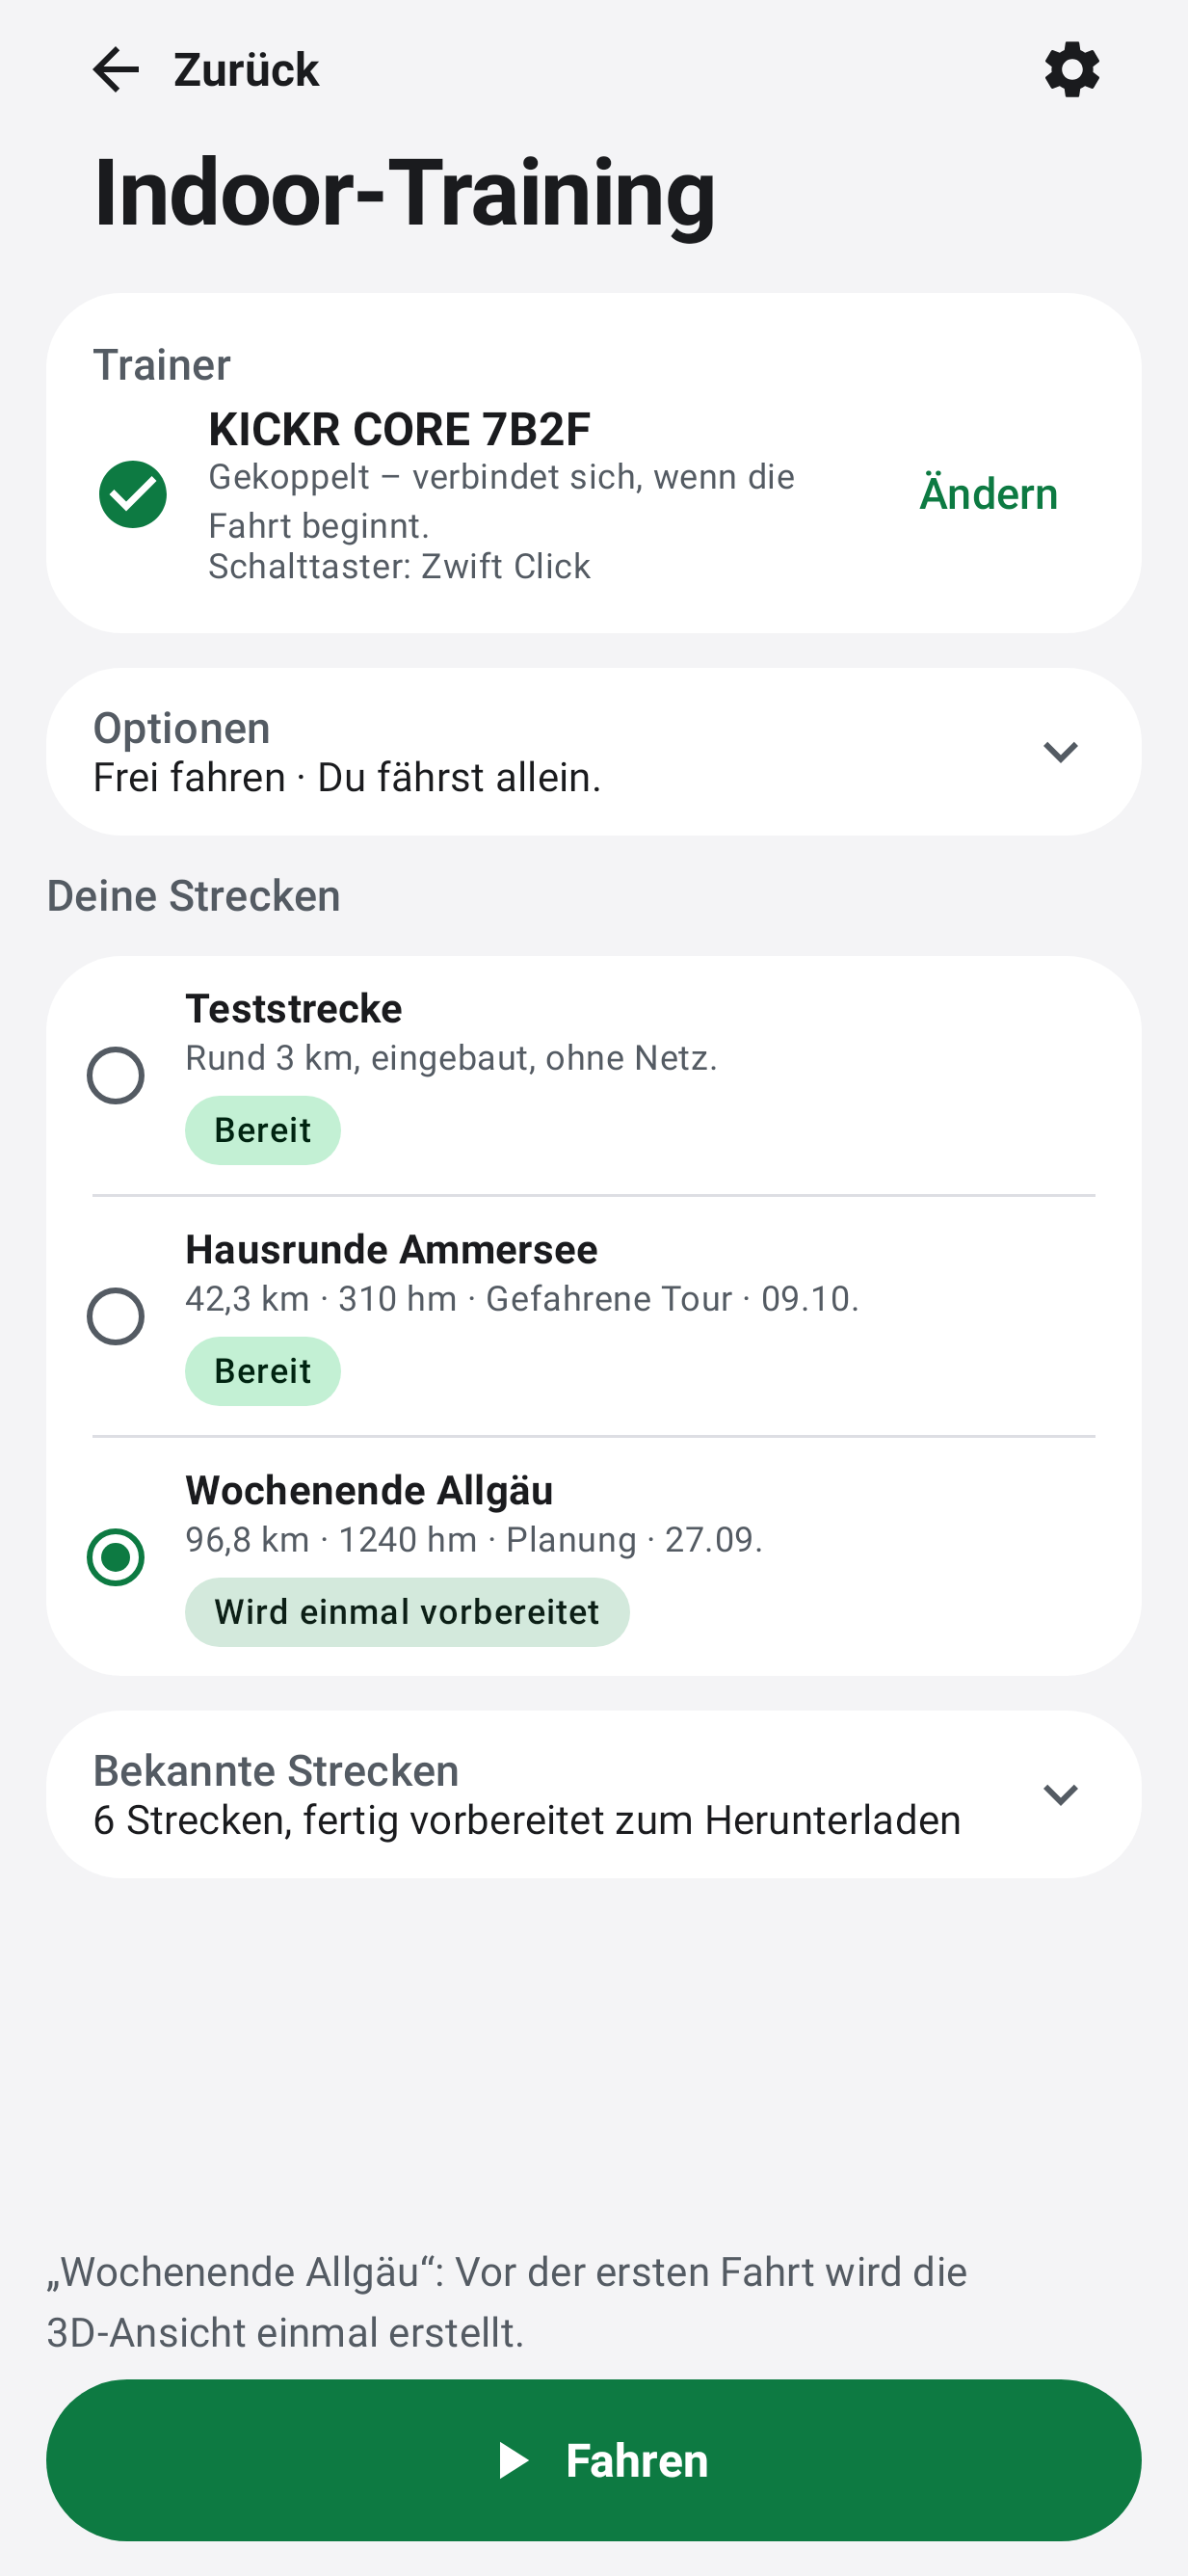 Zurück
Indoor-Training
Trainer
KICKR CORE 7B2F
Gekoppelt – verbindet sich, wenn die
Fahrt beginnt.
Schalttaster: Zwift Click
Ändern
Optionen
Frei fahren · Du fährst allein.
Deine Strecken
Teststrecke
Rund 3 km, eingebaut, ohne Netz.
Bereit
Hausrunde Ammersee
42,3 km · 310 hm · Gefahrene Tour · 09.10.
Bereit
Wochenende Allgäu
96,8 km · 1240 hm · Planung · 27.09.
Wird einmal vorbereitet
Bekannte Strecken
6 Strecken, fertig vorbereitet zum Herunterladen
„Wochenende Allgäu“: Vor der ersten Fahrt wird die
3D-Ansicht einmal erstellt.
Fahren